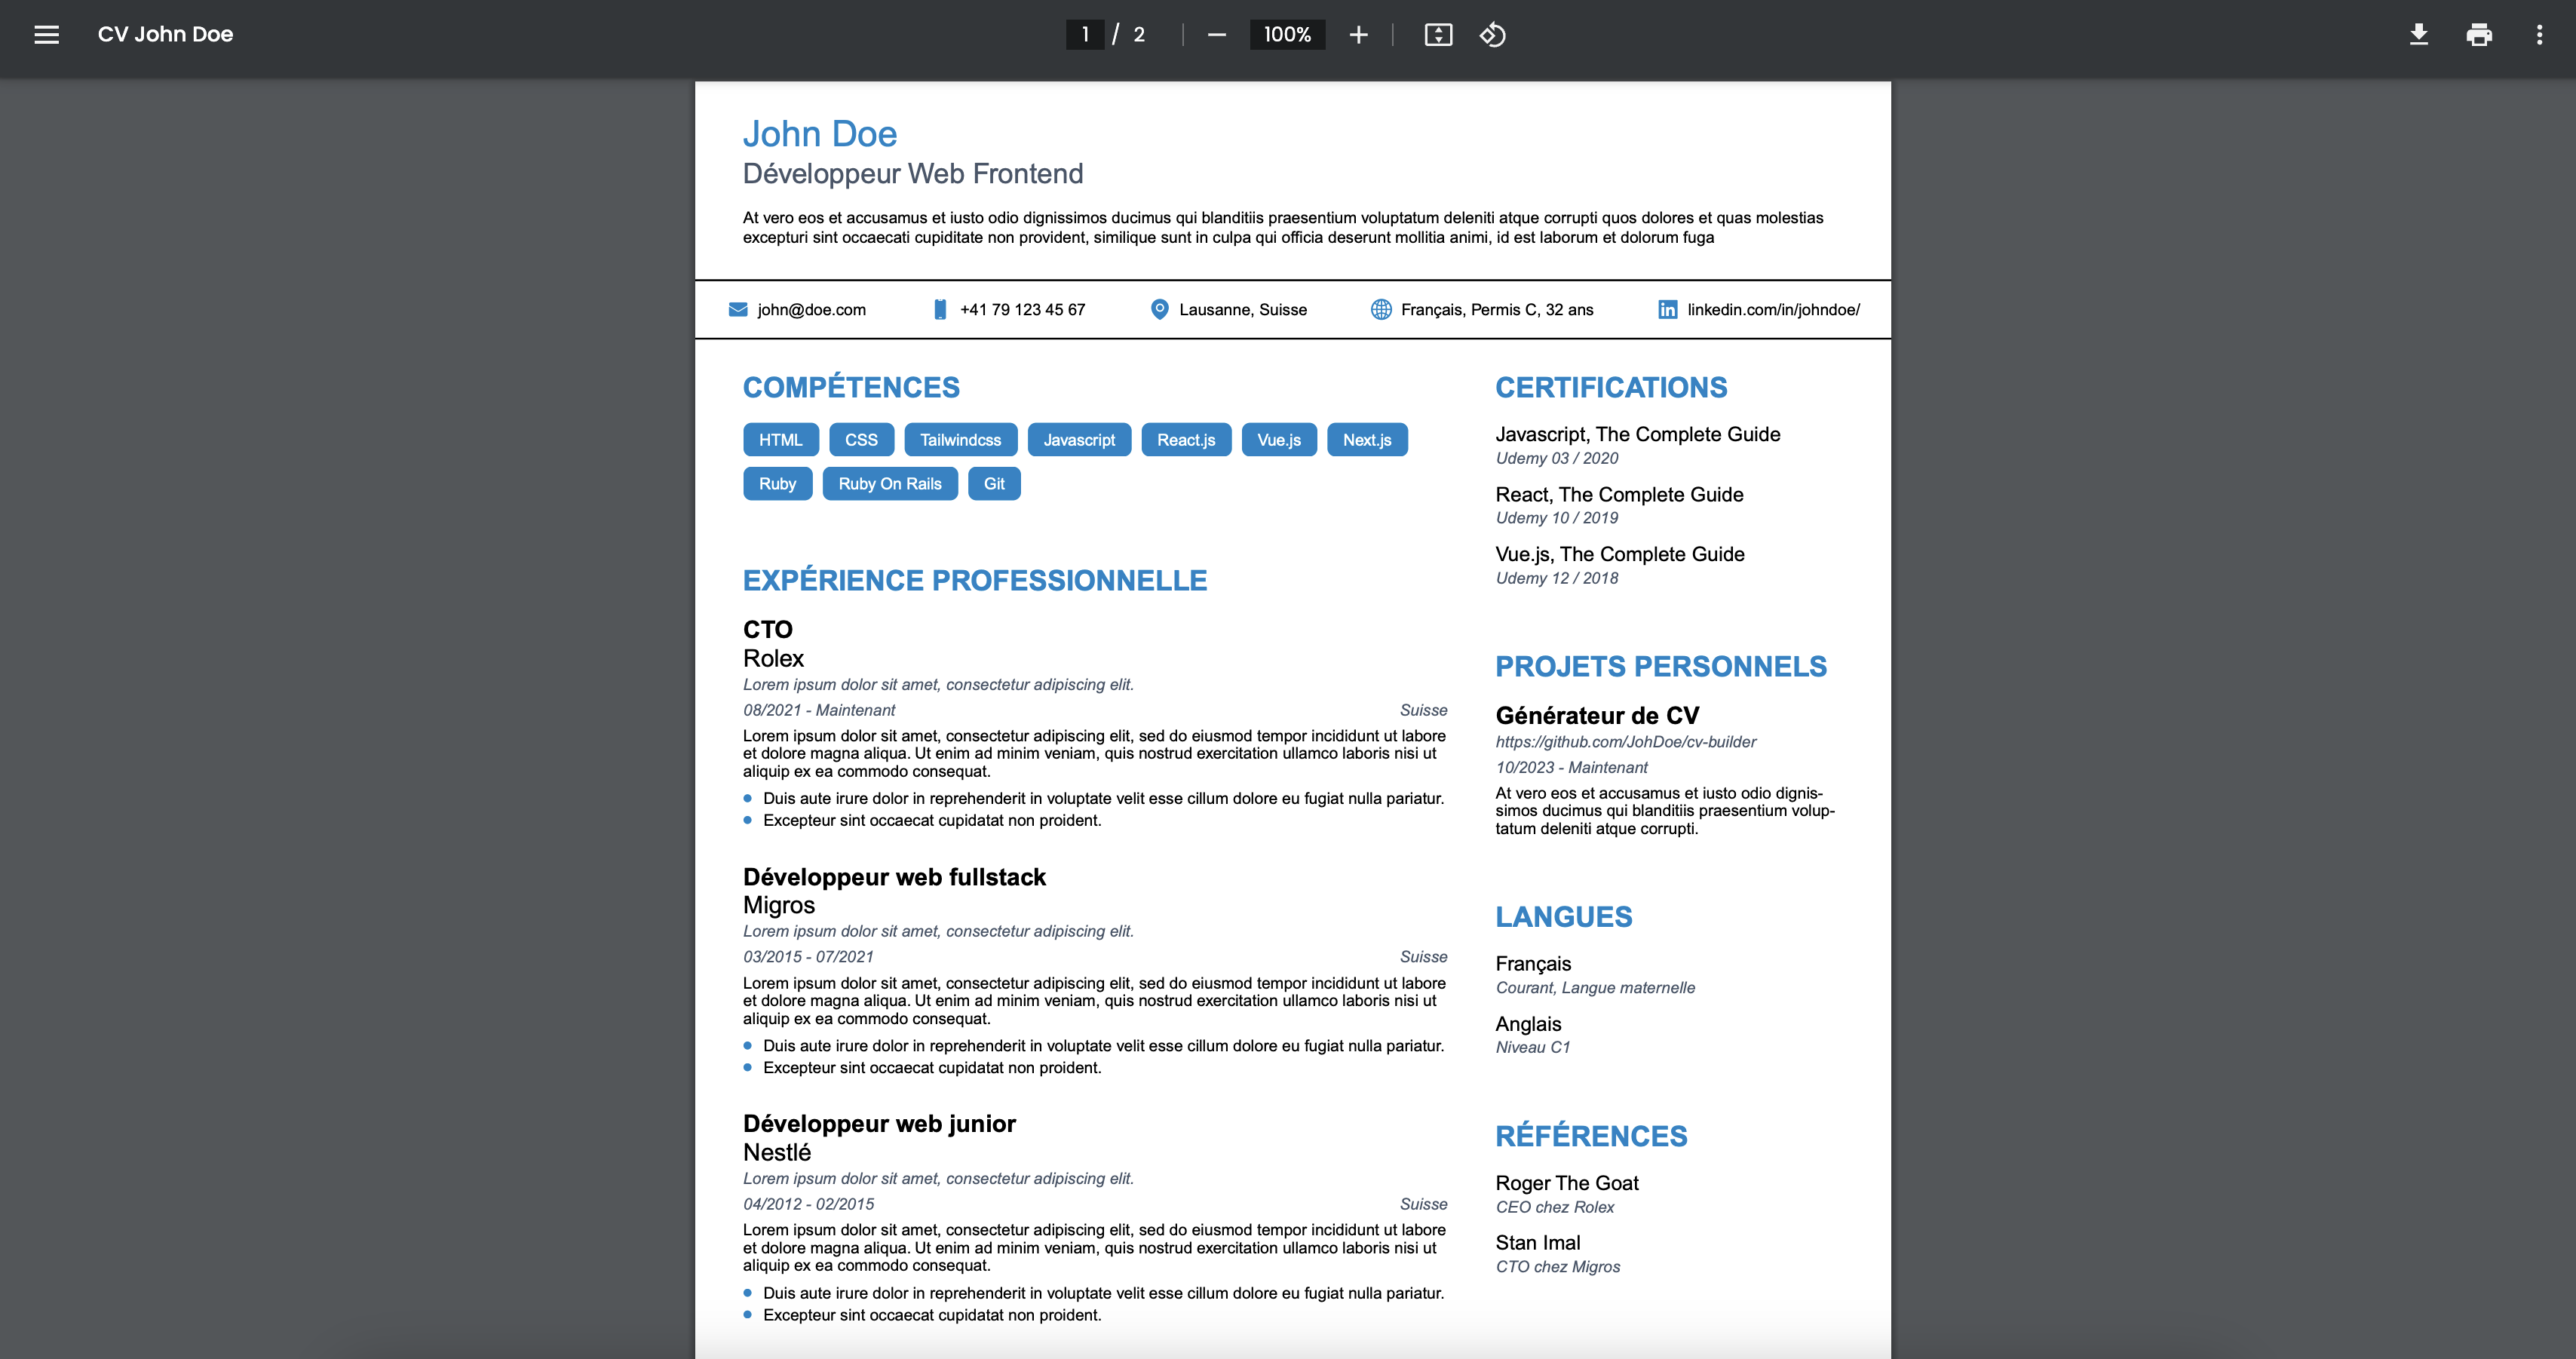 CV John Doe
1 / 2
100%
John Doe
Développeur Web Frontend
At vero eos et accusamus et iusto odio dignissimos ducimus qui blanditiis praesentium voluptatum deleniti atque corrupti quos dolores et quas molestias
excepturi sint occaecati cupiditate non provident, similique sunt in culpa qui officia deserunt mollitia animi, id est laborum et dolorum fuga
john@doe.com
+41 79 123 45 67
Lausanne, Suisse
Français, Permis C, 32 ans
linkedin.com/in/johndoe/
COMPÉTENCES
HTML CSS Tailwindcss Javascript React.js Vue.js Next.js
Ruby Ruby On Rails Git
EXPÉRIENCE PROFESSIONNELLE
CTO
Rolex
Lorem ipsum dolor sit amet, consectetur adipiscing elit.
08/2021 - Maintenant Suisse
Lorem ipsum dolor sit amet, consectetur adipiscing elit, sed do eiusmod tempor incididunt ut labore
et dolore magna aliqua. Ut enim ad minim veniam, quis nostrud exercitation ullamco laboris nisi ut
aliquip ex ea commodo consequat.
Duis aute irure dolor in reprehenderit in voluptate velit esse cillum dolore eu fugiat nulla pariatur.
Excepteur sint occaecat cupidatat non proident.
Développeur web fullstack
Migros
Lorem ipsum dolor sit amet, consectetur adipiscing elit.
03/2015 - 07/2021 Suisse
Lorem ipsum dolor sit amet, consectetur adipiscing elit, sed do eiusmod tempor incididunt ut labore
et dolore magna aliqua. Ut enim ad minim veniam, quis nostrud exercitation ullamco laboris nisi ut
aliquip ex ea commodo consequat.
Duis aute irure dolor in reprehenderit in voluptate velit esse cillum dolore eu fugiat nulla pariatur.
Excepteur sint occaecat cupidatat non proident.
Développeur web junior
Nestlé
Lorem ipsum dolor sit amet, consectetur adipiscing elit.
04/2012 - 02/2015 Suisse
Lorem ipsum dolor sit amet, consectetur adipiscing elit, sed do eiusmod tempor incididunt ut labore
et dolore magna aliqua. Ut enim ad minim veniam, quis nostrud exercitation ullamco laboris nisi ut
aliquip ex ea commodo consequat.
Duis aute irure dolor in reprehenderit in voluptate velit esse cillum dolore eu fugiat nulla pariatur.
Excepteur sint occaecat cupidatat non proident.
CERTIFICATIONS
Javascript, The Complete Guide
Udemy 03 / 2020
React, The Complete Guide
Udemy 10 / 2019
Vue.js, The Complete Guide
Udemy 12 / 2018
PROJETS PERSONNELS
Générateur de CV
https://github.com/JohDoe/cv-builder
10/2023 - Maintenant
At vero eos et accusamus et iusto odio dignis-
simos ducimus qui blanditiis praesentium volup-
tatum deleniti atque corrupti.
LANGUES
Français
Courant, Langue maternelle
Anglais
Niveau C1
RÉFÉRENCES
Roger The Goat
CEO chez Rolex
Stan Imal
CTO chez Migros